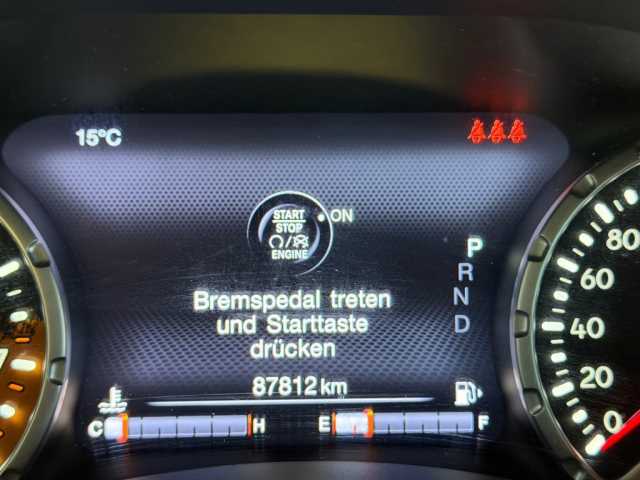 15°C
START
STOP
ENGINE
ON
P
R
N
D
Bremspedal treten
und Starttaste
drücken
87812 km
C H
E F
80
60
40
20
0